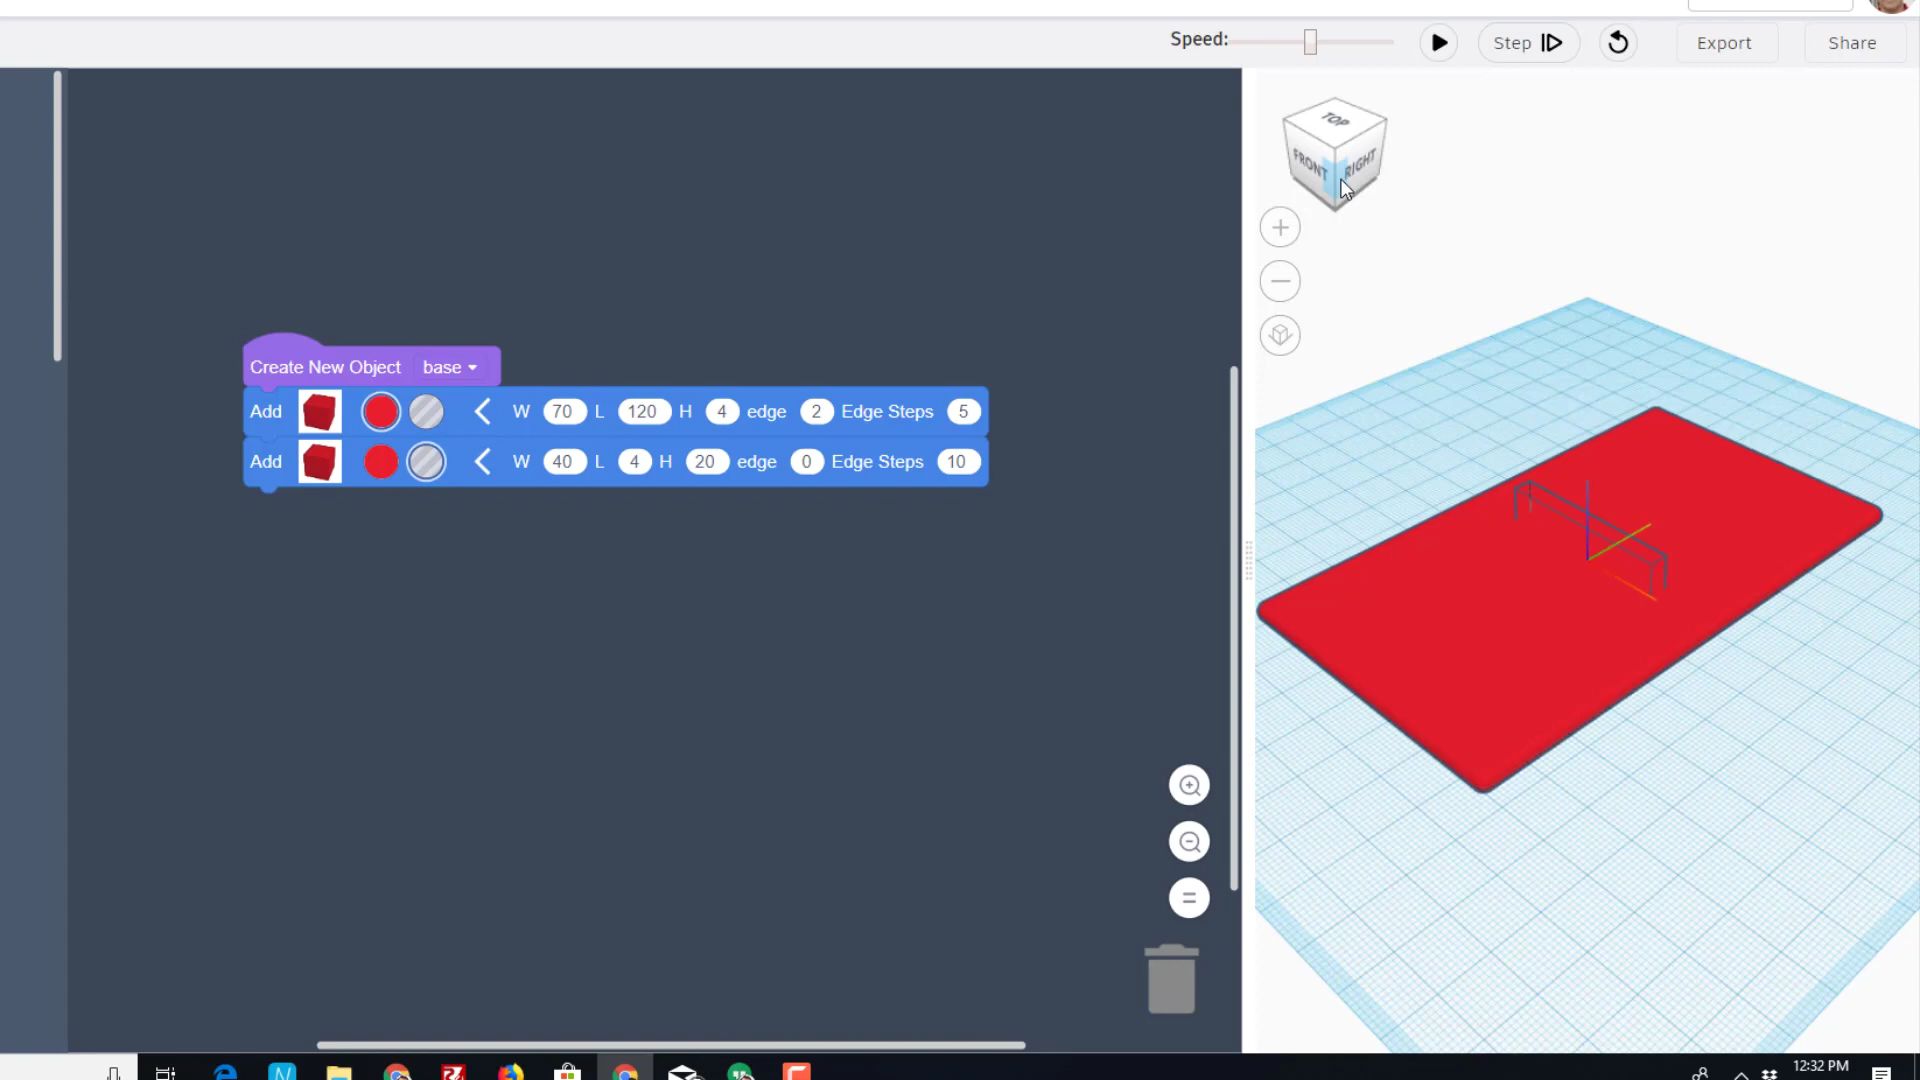 Speed:
Step
Export
Share
TOP
FRONT
RIGHT
Create New Object base
Add W 70 L 120 H 4 edge 2 Edge Steps 5
Add W 40 L 4 H 20 edge 0 Edge Steps 10
12:32 PM